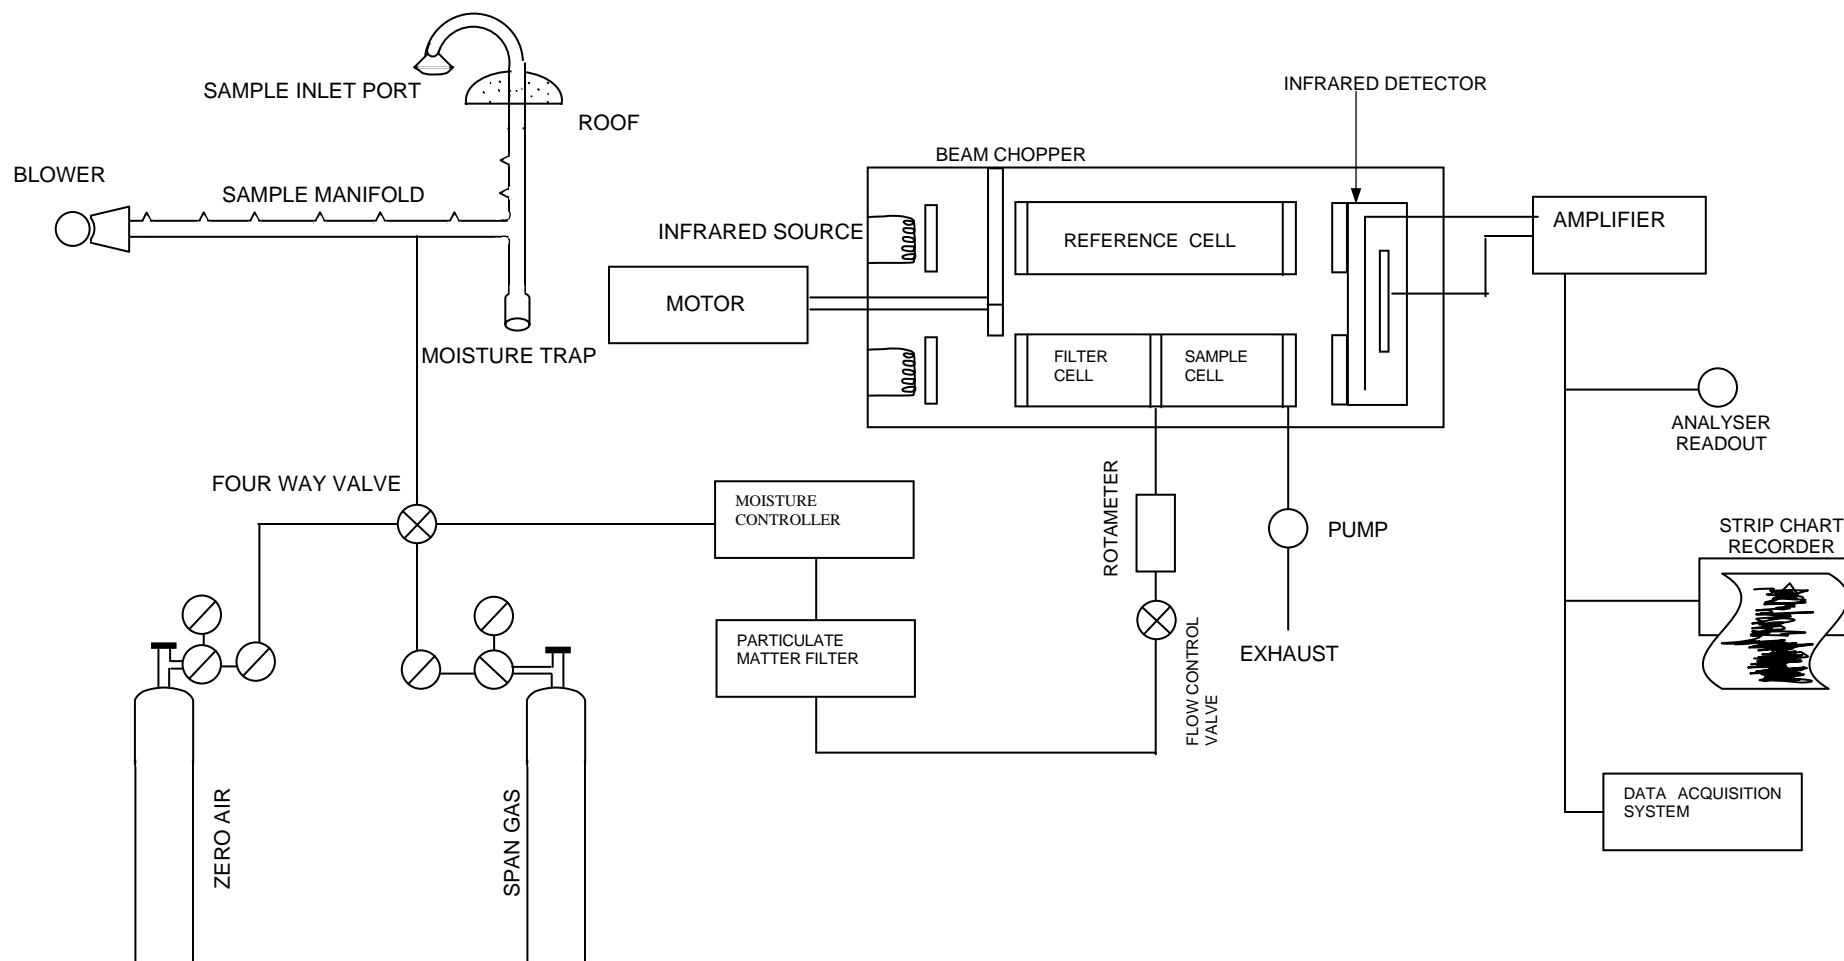 SAMPLE INLET PORT
ROOF
BLOWER
SAMPLE MANIFOLD
MOISTURE TRAP
INFRARED DETECTOR
BEAM CHOPPER
INFRARED SOURCE
MOTOR
REFERENCE CELL
FILTER
CELL
SAMPLE
CELL
AMPLIFIER
ANALYSER
READOUT
FOUR WAY VALVE
MOISTURE
CONTROLLER
ROTAMETER
PUMP
STRIP CHART
RECORDER
PARTICULATE
MATTER FILTER
FLOW CONTROL
VALVE
EXHAUST
ZERO AIR
SPAN GAS
DATA ACQUISITION
SYSTEM